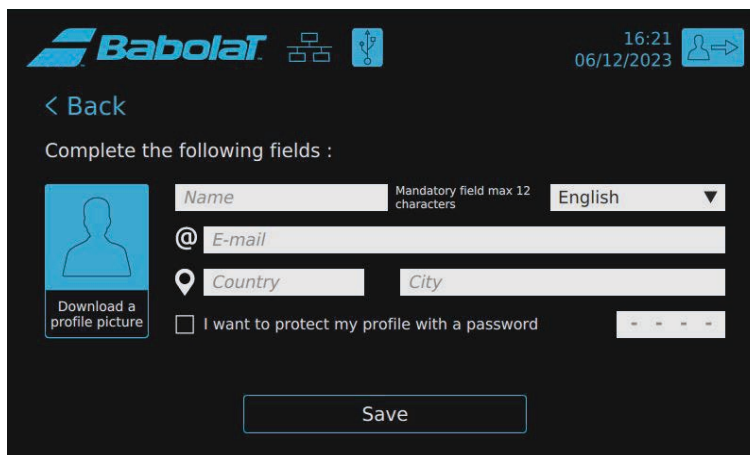 Babolat
16:21
06/12/2023
< Back
Complete the following fields :
Name
Mandatory field max 12
characters
English
@ E-mail
Country
City
Download a
profile picture
I want to protect my profile with a password
- - - -
Save